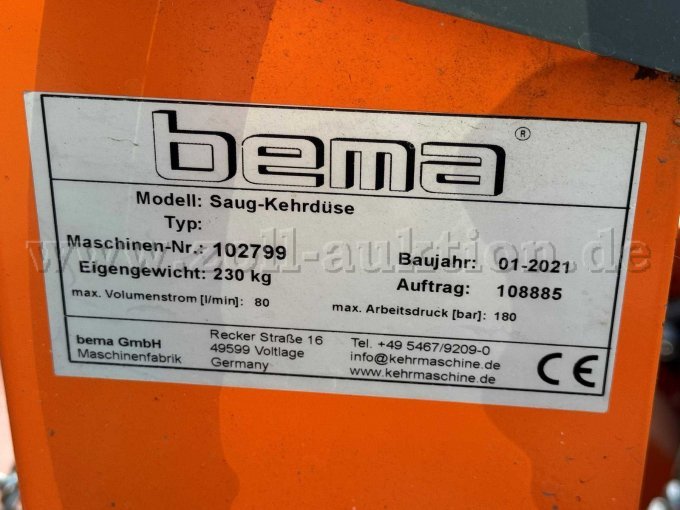 bema ®
Modell: Saug-Kehrdüse
Typ:
Maschinen-Nr.: 102799
Baujahr: 01-2021
Eigengewicht: 230 kg
Auftrag: 108885
max. Volumenstrom [l/min]: 80
max. Arbeitsdruck [bar]: 180
bema GmbH
Maschinenfabrik
Recker Straße 16
49599 Voltlage
Germany
Tel. +49 5467/9209-0
info@kehrmaschine.de
www.kehrmaschine.de
CE
www.zoll-auktion.de